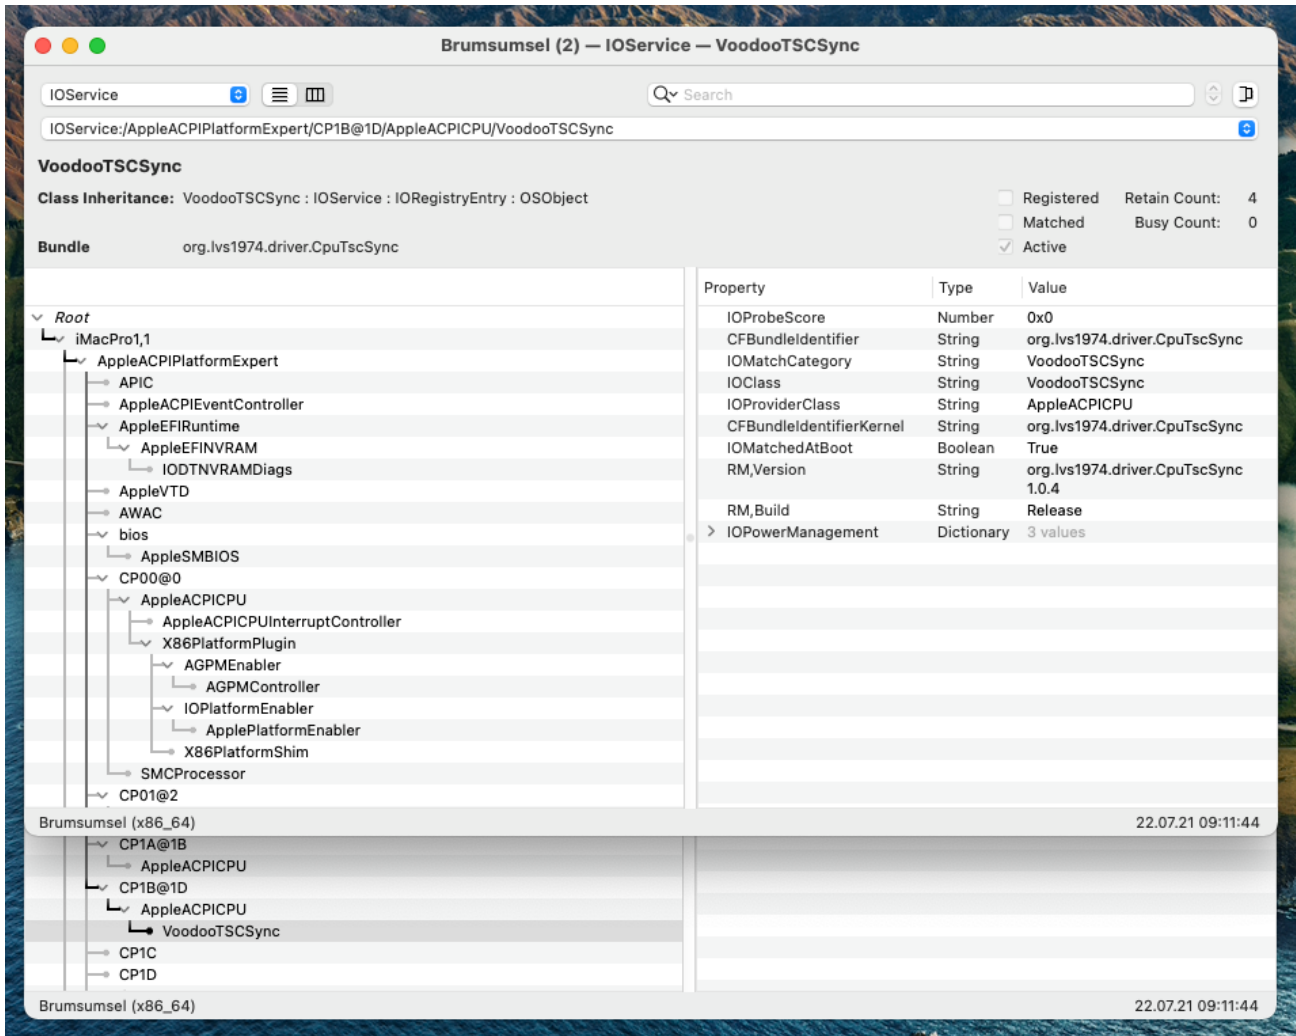 Brumsumsel (2) — IOService — VoodooTSCSync
IOService
Search
IOService:/AppleACPIPlatformExpert/CP1B@1D/AppleACPICPU/VoodooTSCSync
VoodooTSCSync
Class Inheritance: VoodooTSCSync : IOService : IORegistryEntry : OSObject
Registered Retain Count: 4
Matched Busy Count: 0
Bundle org.lvs1974.driver.CpuTscSync
Active
Property Type Value
Root
iMacPro1,1
AppleACPIPlatformExpert
APIC
AppleACPIEventController
AppleEFIRuntime
AppleEFINVRAM
IODTNVRAMDiags
AppleVTD
AWAC
bios
AppleSMBIOS
CP00@0
AppleACPICPU
AppleACPICPUInterruptController
X86PlatformPlugin
AGPMEnabler
AGPMController
IOPlatformEnabler
ApplePlatformEnabler
X86PlatformShim
SMCProcessor
CP01@2
IOProbeScore Number 0x0
CFBundleIdentifier String org.lvs1974.driver.CpuTscSync
IOMatchCategory String VoodooTSCSync
IOClass String VoodooTSCSync
IOProviderClass String AppleACPICPU
CFBundleIdentifierKernel String org.lvs1974.driver.CpuTscSync
IOMatchedAtBoot Boolean True
RM,Version String org.lvs1974.driver.CpuTscSync
1.0.4
RM,Build String Release
IOPowerManagement Dictionary 3 values
Brumsumsel (x86_64) 22.07.21 09:11:44
CP1A@1B
AppleACPICPU
CP1B@1D
AppleACPICPU
VoodooTSCSync
CP1C
CP1D
Brumsumsel (x86_64) 22.07.21 09:11:44